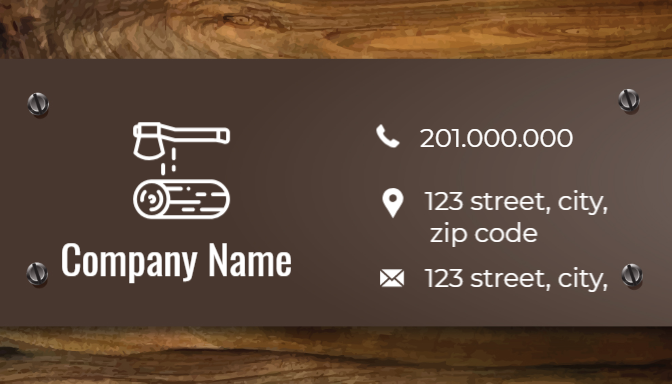 Company Name
201.000.000
123 street, city,
zip code
123 street, city,